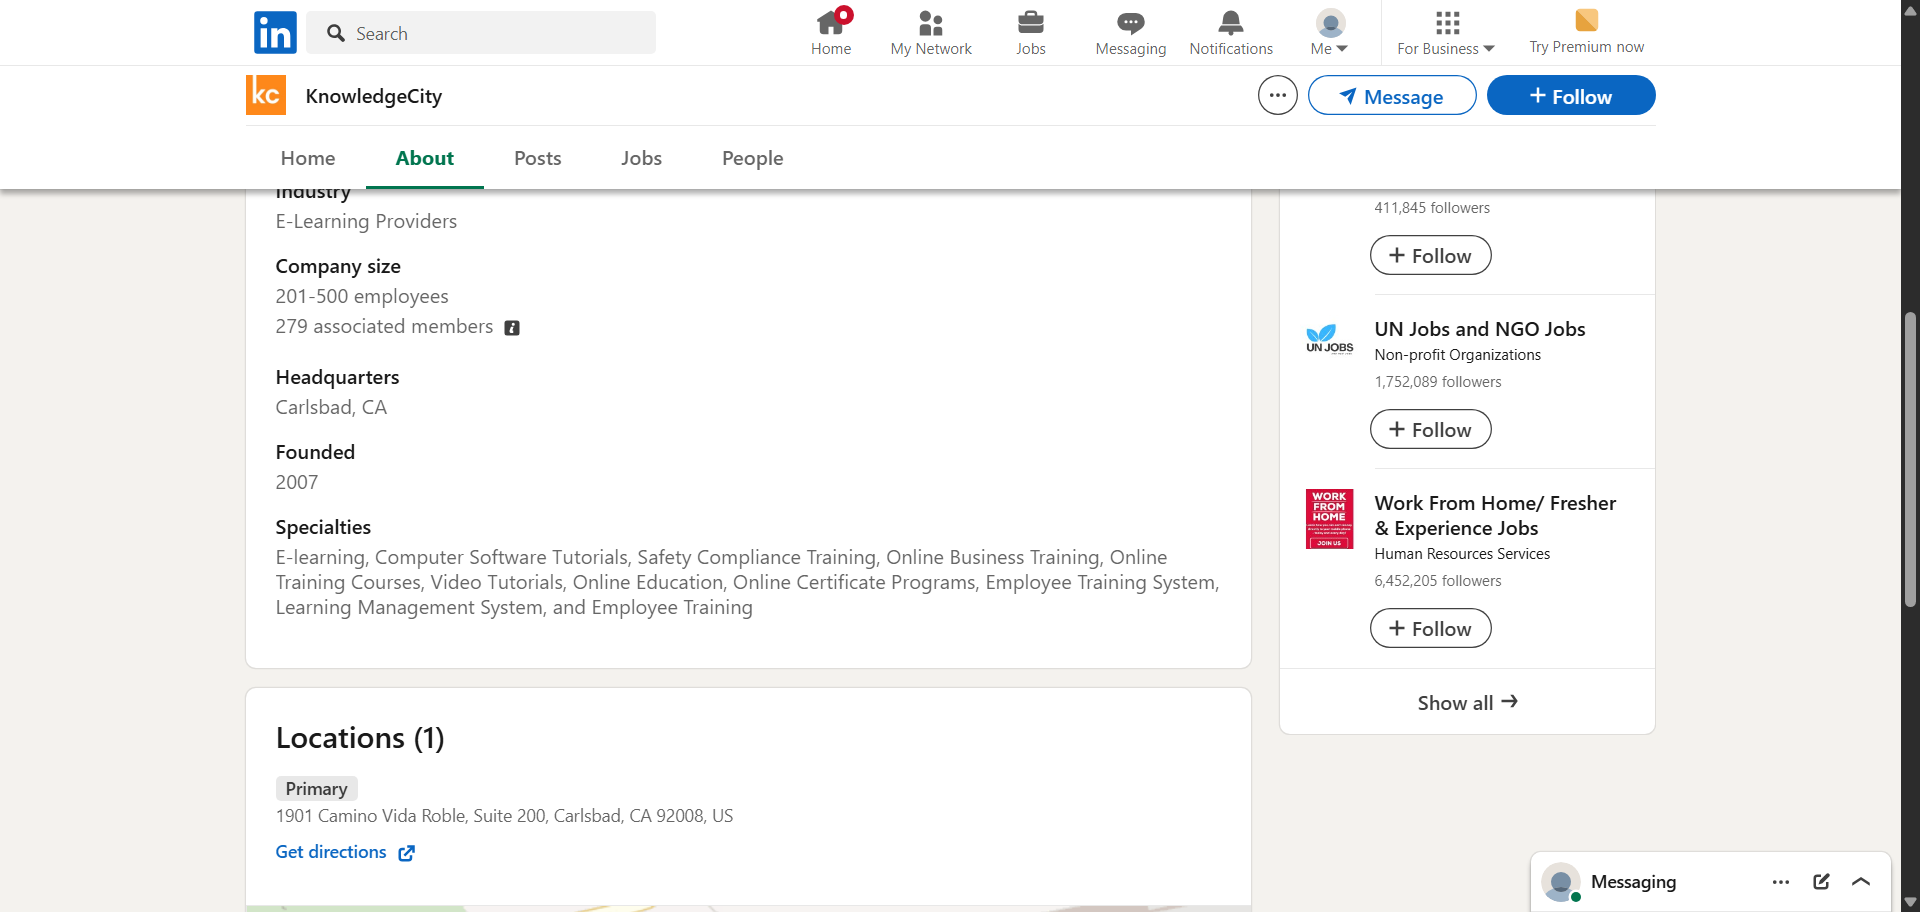 in
Search
Home
My Network
Jobs
Messaging
Notifications
Me
For Business
Try Premium now
kc
KnowledgeCity
Message
Follow
Home
About
Posts
Jobs
People
Industry
E-Learning Providers
Company size
201-500 employees
279 associated members
Headquarters
Carlsbad, CA
Founded
2007
Specialties
E-learning, Computer Software Tutorials, Safety Compliance Training, Online Business Training, Online
Training Courses, Video Tutorials, Online Education, Online Certificate Programs, Employee Training System,
Learning Management System, and Employee Training
Locations (1)
Primary
1901 Camino Vida Roble, Suite 200, Carlsbad, CA 92008, US
Get directions
411,845 followers
Follow
UN JOBS
UN Jobs and NGO Jobs
Non-profit Organizations
1,752,089 followers
Follow
WORK
FROM
HOME
JOIN US
Work From Home/ Fresher
& Experience Jobs
Human Resources Services
6,452,205 followers
Follow
Show all
Messaging